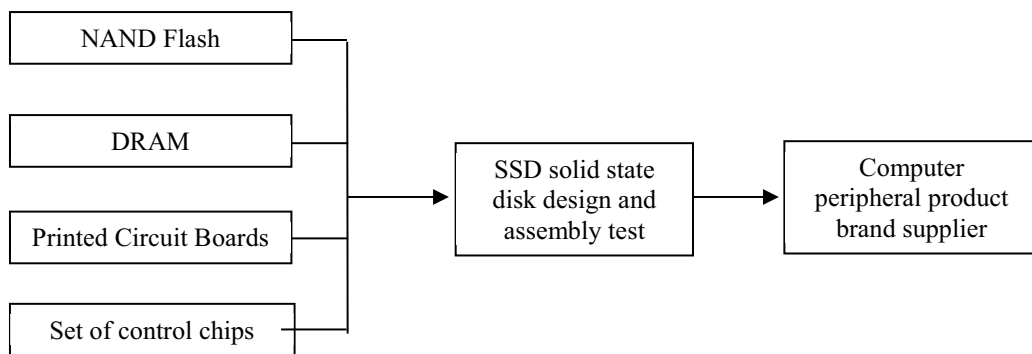 NAND Flash
DRAM
Printed Circuit Boards
Set of control chips
SSD solid state
disk design and
assembly test
Computer
peripheral product
brand supplier